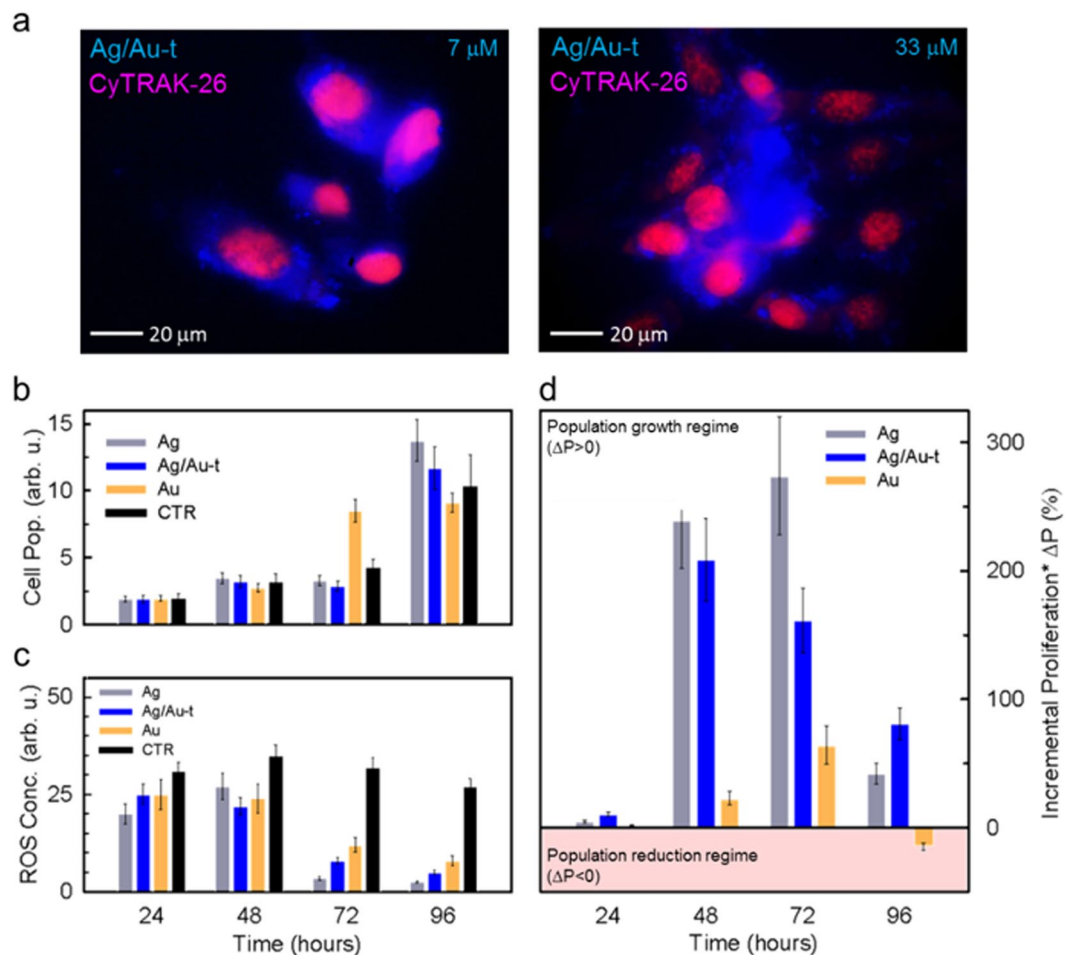 a
Ag/Au-t 7 μM
CyTRAK-26
20 μm
Ag/Au-t 33 μM
CyTRAK-26
20 μm
b
Cell Pop. (arb. u.)
15
10
5
0
Ag
Ag/Au-t
Au
CTR
c
ROS Conc. (arb. u.)
50
25
0
Ag
Ag/Au-t
Au
CTR
24 48 72 96
Time (hours)
d
Population growth regime
(ΔP>0)
Ag
Ag/Au-t
Au
300
200
100
0
Incremental Proliferation* ΔP (%)
Population reduction regime
(ΔP<0)
24 48 72 96
Time (hours)